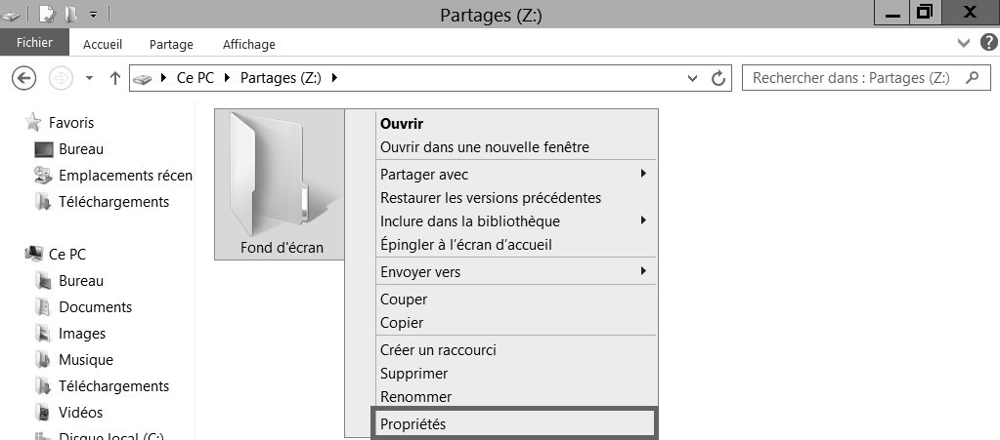 Partages (Z:)
Fichier Accueil Partage Affichage
Ce PC Partages (Z:)
Rechercher dans : Partages (Z:)
Favoris
Bureau
Emplacements récen
Téléchargements
Ce PC
Bureau
Documents
Images
Musique
Téléchargements
Vidéos
Disque local (C:)
Fond d'écran
Ouvrir
Ouvrir dans une nouvelle fenêtre
Partager avec
Restaurer les versions précédentes
Inclure dans la bibliothèque
Épingler à l’écran d’accueil
Envoyer vers
Couper
Copier
Créer un raccourci
Supprimer
Renommer
Propriétés